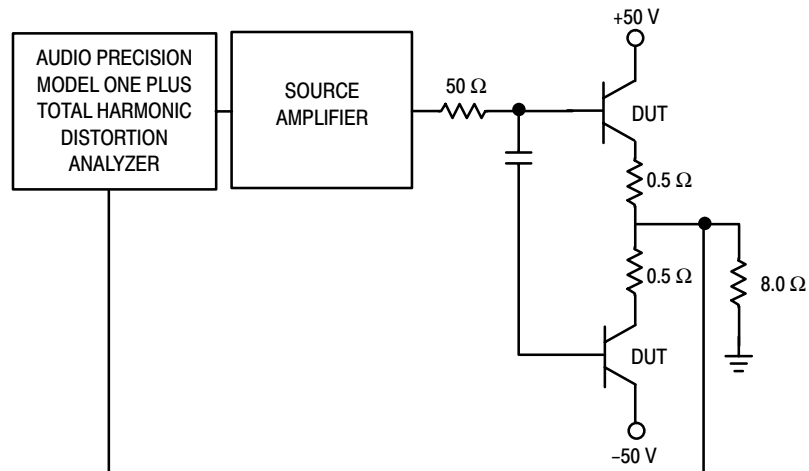 +50 V
AUDIO PRECISION
MODEL ONE PLUS
TOTAL HARMONIC
DISTORTION
ANALYZER
SOURCE
AMPLIFIER
50 Ω
DUT
0.5 Ω
0.5 Ω
8.0 Ω
DUT
–50 V